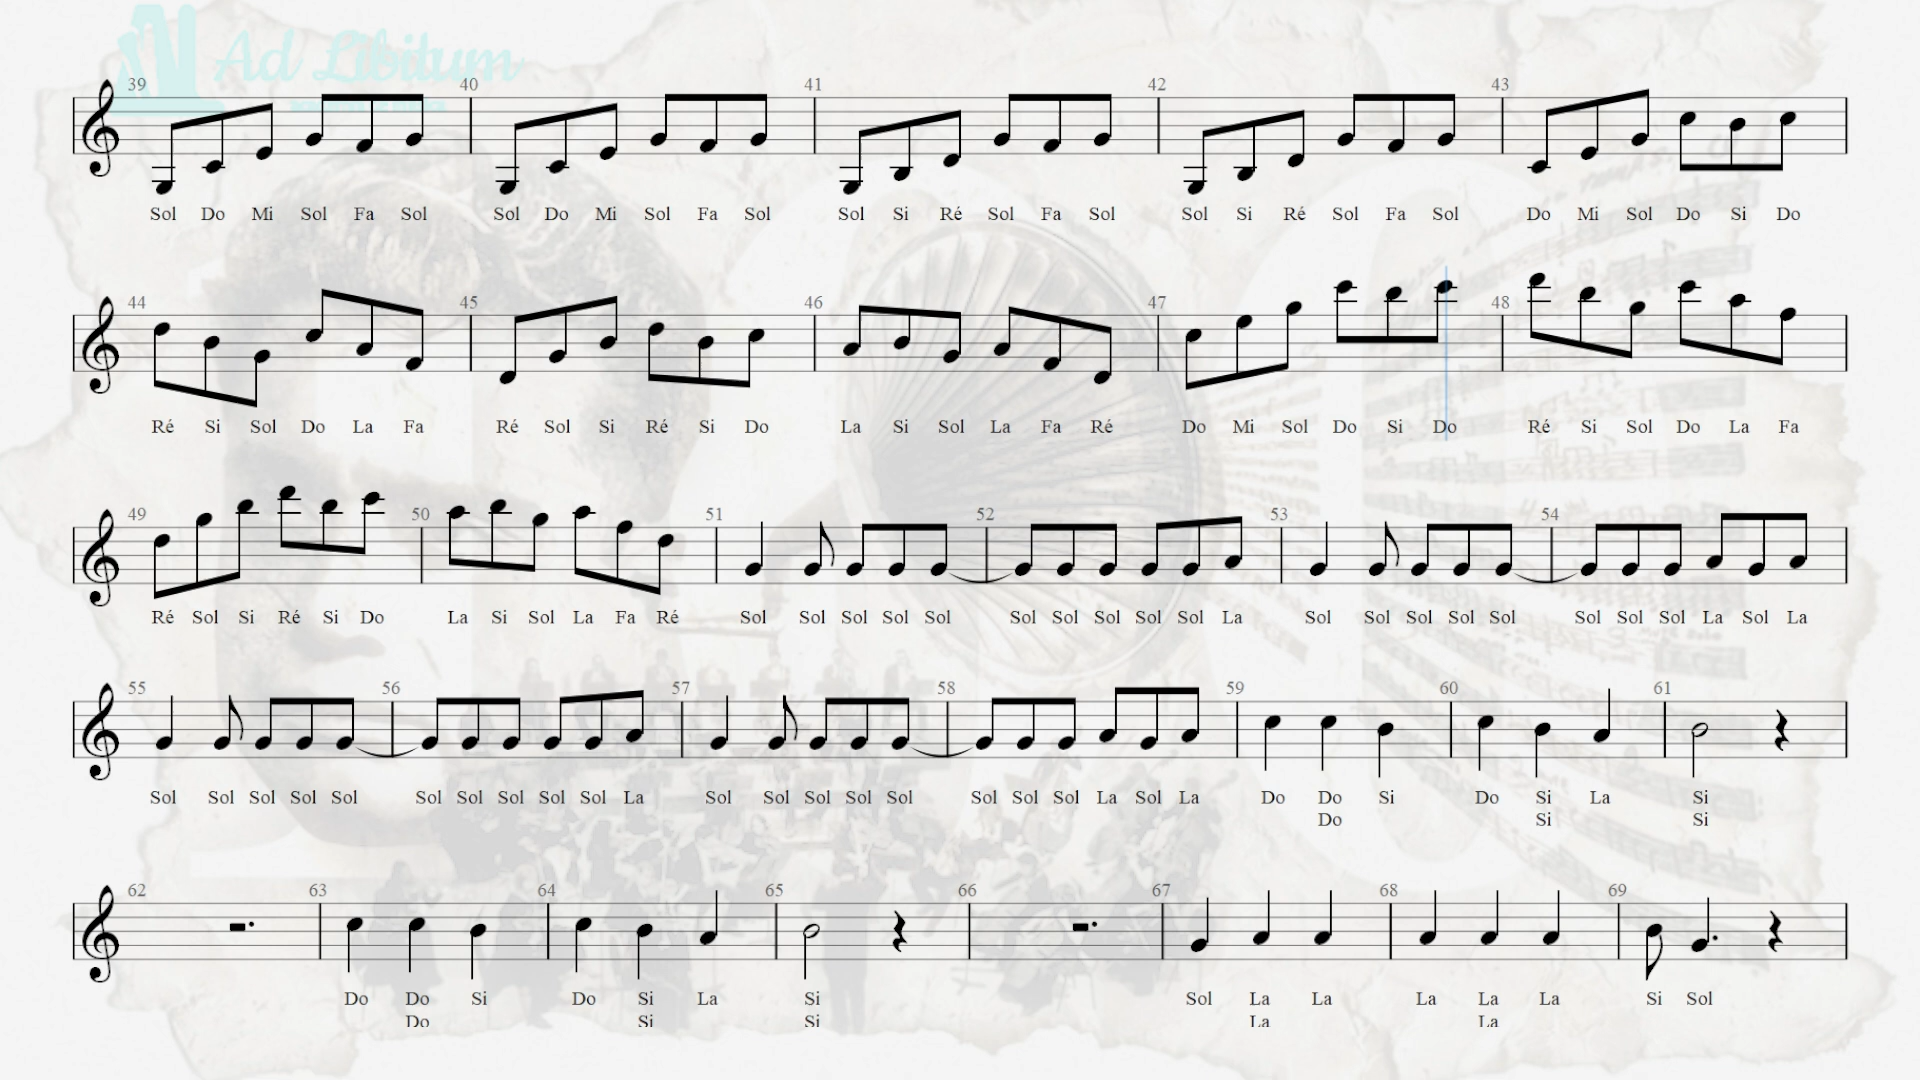 Ad Libitum
39 40 41 42 43
Sol Do Mi Sol Fa Sol Sol Do Mi Sol Fa Sol Sol Si Ré Sol Fa Sol Sol Si Ré Sol Fa Sol Do Mi Sol Do Si Do
44 45 46 47 48
Ré Si Sol Do La Fa Ré Sol Si Ré Si Do La Si Sol La Fa Ré Do Mi Sol Do Si Do Ré Si Sol Do La Fa
49 50 51 52 53 54
Ré Sol Si Ré Si Do La Si Sol La Fa Ré Sol Sol Sol Sol Sol Sol Sol Sol Sol Sol La Sol Sol Sol Sol Sol Sol Sol Sol La Sol La
55 56 57 58 59 60 61
Sol Sol Sol Sol Sol Sol Sol Sol Sol Sol La Sol Sol Sol Sol Sol Sol Sol Sol La Sol La Do Do Si Do Si La Si
Do Si Si
62 63 64 65 66 67 68 69
Do Do Si Do Si La Si Sol La La La La La Si Sol
Do Si Si La La